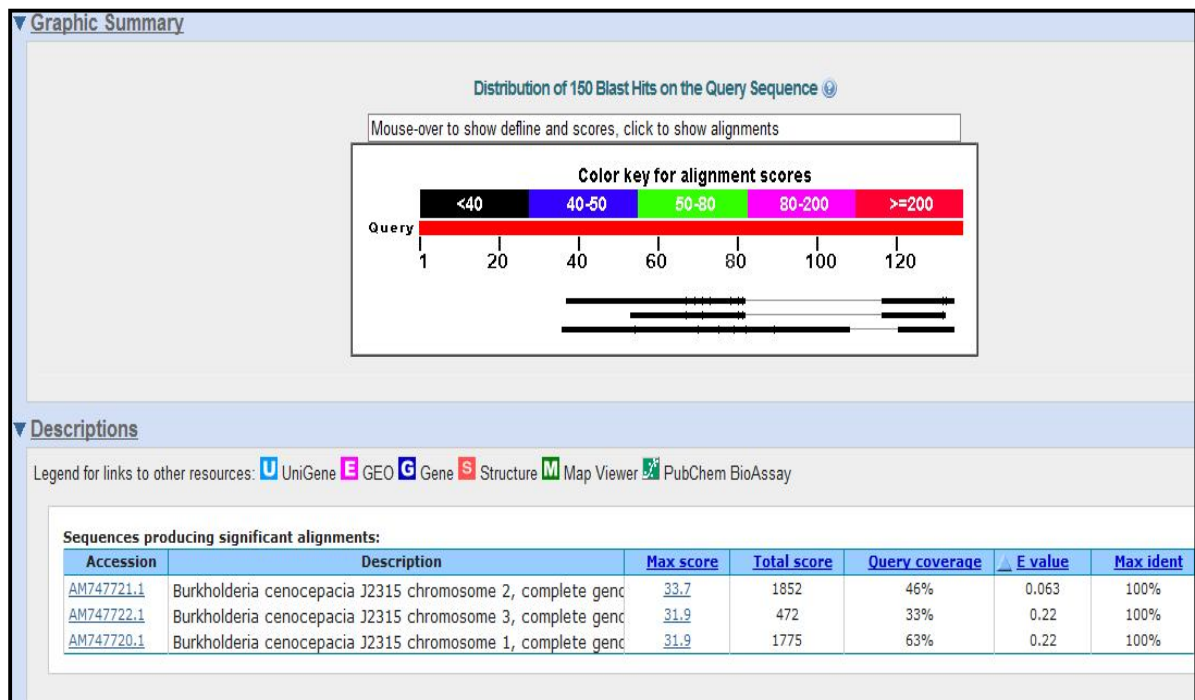 Graphic Summary
Distribution of 150 Blast Hits on the Query Sequence
Mouse-over to show defline and scores, click to show alignments
Color key for alignment scores
<40 40-50 50-80 80-200 >=200
Query
1 20 40 60 80 100 120
Descriptions
Legend for links to other resources: U UniGene E GEO G Gene S Structure M Map Viewer PubChem BioAssay
Sequences producing significant alignments:
Accession Description Max score Total score Query coverage E value Max ident
AM747721.1 Burkholderia cenocepacia J2315 chromosome 2, complete genc 33.7 1852 46% 0.063 100%
AM747722.1 Burkholderia cenocepacia J2315 chromosome 3, complete genc 31.9 472 33% 0.22 100%
AM747720.1 Burkholderia cenocepacia J2315 chromosome 1, complete genc 31.9 1775 63% 0.22 100%